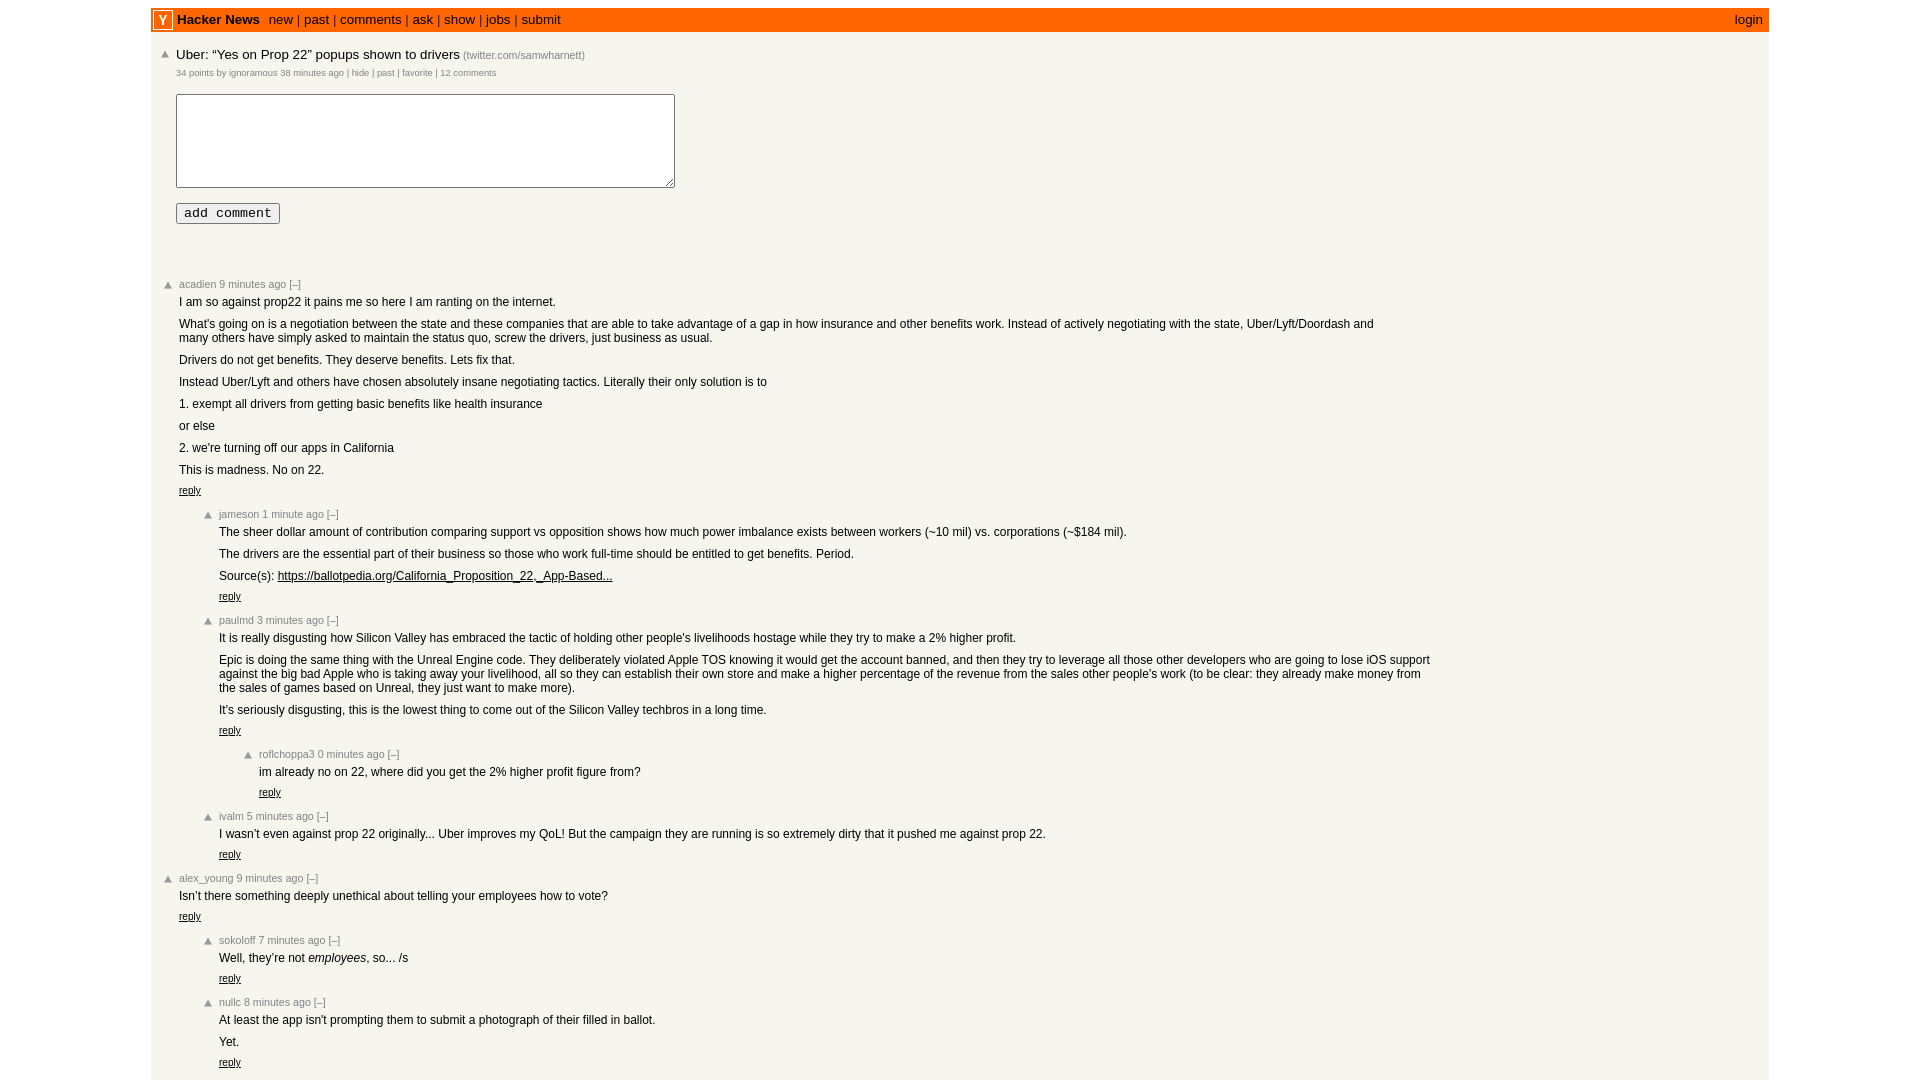 Y Hacker News new | past | comments | ask | show | jobs | submit login
Uber: “Yes on Prop 22” popups shown to drivers (twitter.com/samwharnett)
34 points by ignoramous 38 minutes ago | hide | past | favorite | 12 comments
add comment
acadien 9 minutes ago [–]
I am so against prop22 it pains me so here I am ranting on the internet.
What's going on is a negotiation between the state and these companies that are able to take advantage of a gap in how insurance and other benefits work. Instead of actively negotiating with the state, Uber/Lyft/Doordash and
many others have simply asked to maintain the status quo, screw the drivers, just business as usual.
Drivers do not get benefits. They deserve benefits. Lets fix that.
Instead Uber/Lyft and others have chosen absolutely insane negotiating tactics. Literally their only solution is to
1. exempt all drivers from getting basic benefits like health insurance
or else
2. we're turning off our apps in California
This is madness. No on 22.
reply
jameson 1 minute ago [–]
The sheer dollar amount of contribution comparing support vs opposition shows how much power imbalance exists between workers (~10 mil) vs. corporations (~$184 mil).
The drivers are the essential part of their business so those who work full-time should be entitled to get benefits. Period.
Source(s): https://ballotpedia.org/California_Proposition_22,_App-Based...
reply
paulmd 3 minutes ago [–]
It is really disgusting how Silicon Valley has embraced the tactic of holding other people's livelihoods hostage while they try to make a 2% higher profit.
Epic is doing the same thing with the Unreal Engine code. They deliberately violated Apple TOS knowing it would get the account banned, and then they try to leverage all those other developers who are going to lose iOS support
against the big bad Apple who is taking away your livelihood, all so they can establish their own store and make a higher percentage of the revenue from the sales other people's work (to be clear: they already make money from
the sales of games based on Unreal, they just want to make more).
It's seriously disgusting, this is the lowest thing to come out of the Silicon Valley techbros in a long time.
reply
roflchoppa3 0 minutes ago [–]
im already no on 22, where did you get the 2% higher profit figure from?
reply
ivalm 5 minutes ago [–]
I wasn’t even against prop 22 originally... Uber improves my QoL! But the campaign they are running is so extremely dirty that it pushed me against prop 22.
reply
alex_young 9 minutes ago [–]
Isn’t there something deeply unethical about telling your employees how to vote?
reply
sokoloff 7 minutes ago [–]
Well, they’re not employees, so... /s
reply
nullc 8 minutes ago [–]
At least the app isn't prompting them to submit a photograph of their filled in ballot.
Yet.
reply